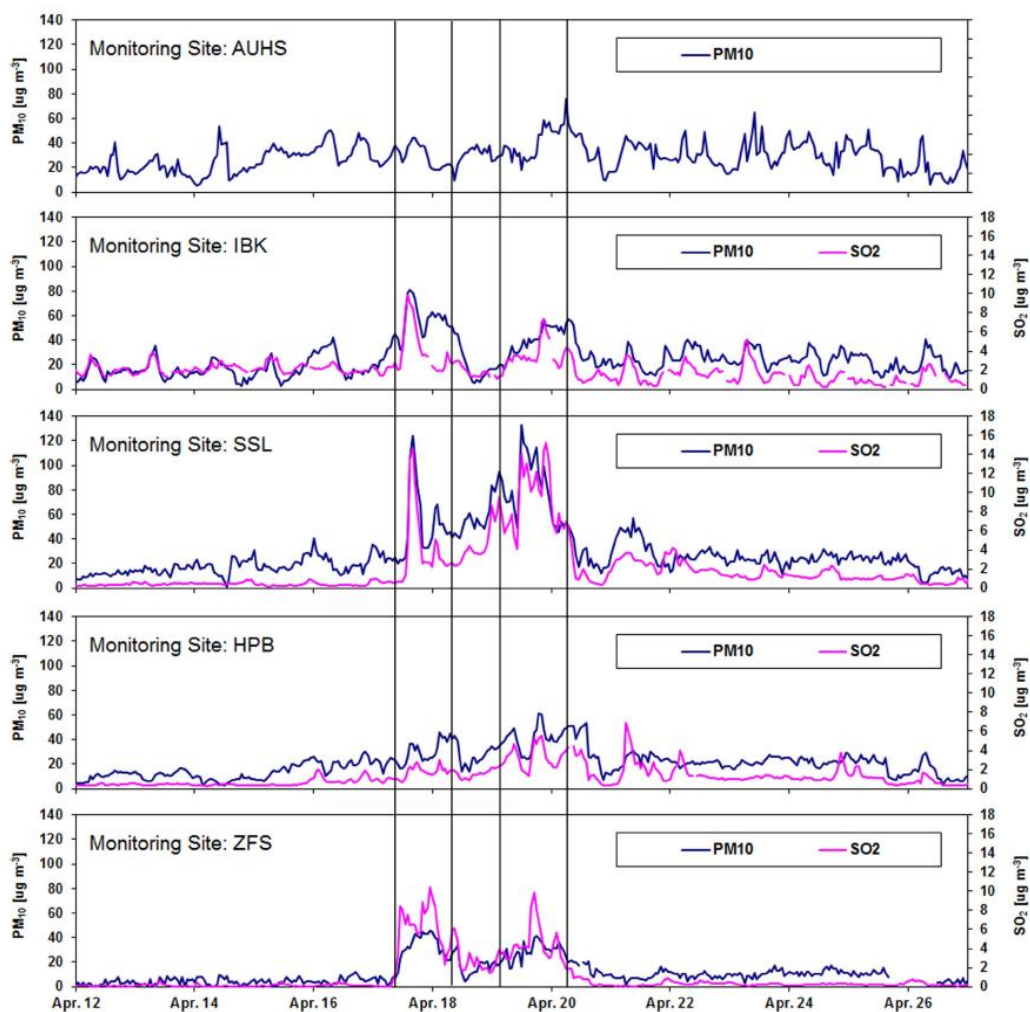 Monitoring Site: AUHS
PM10
PM₁₀ [ug m⁻³]
140
120
100
80
60
40
20
0
Monitoring Site: IBK
PM10 SO2
PM₁₀ [ug m⁻³]
SO₂ [ug m⁻³]
140 18
120 16
100 14
80 12
60 10
40 8
20 6
0 4
2
0
Monitoring Site: SSL
PM10 SO2
PM₁₀ [ug m⁻³]
SO₂ [ug m⁻³]
140 18
120 16
100 14
80 12
60 10
40 8
20 6
0 4
2
0
Monitoring Site: HPB
PM10 SO2
PM₁₀ [ug m⁻³]
SO₂ [ug m⁻³]
140 18
120 16
100 14
80 12
60 10
40 8
20 6
0 4
2
0
Monitoring Site: ZFS
PM10 SO2
PM₁₀ [ug m⁻³]
SO₂ [ug m⁻³]
140 18
120 16
100 14
80 12
60 10
40 8
20 6
0 4
2
0
Apr. 12 Apr. 14 Apr. 16 Apr. 18 Apr. 20 Apr. 22 Apr. 24 Apr. 26